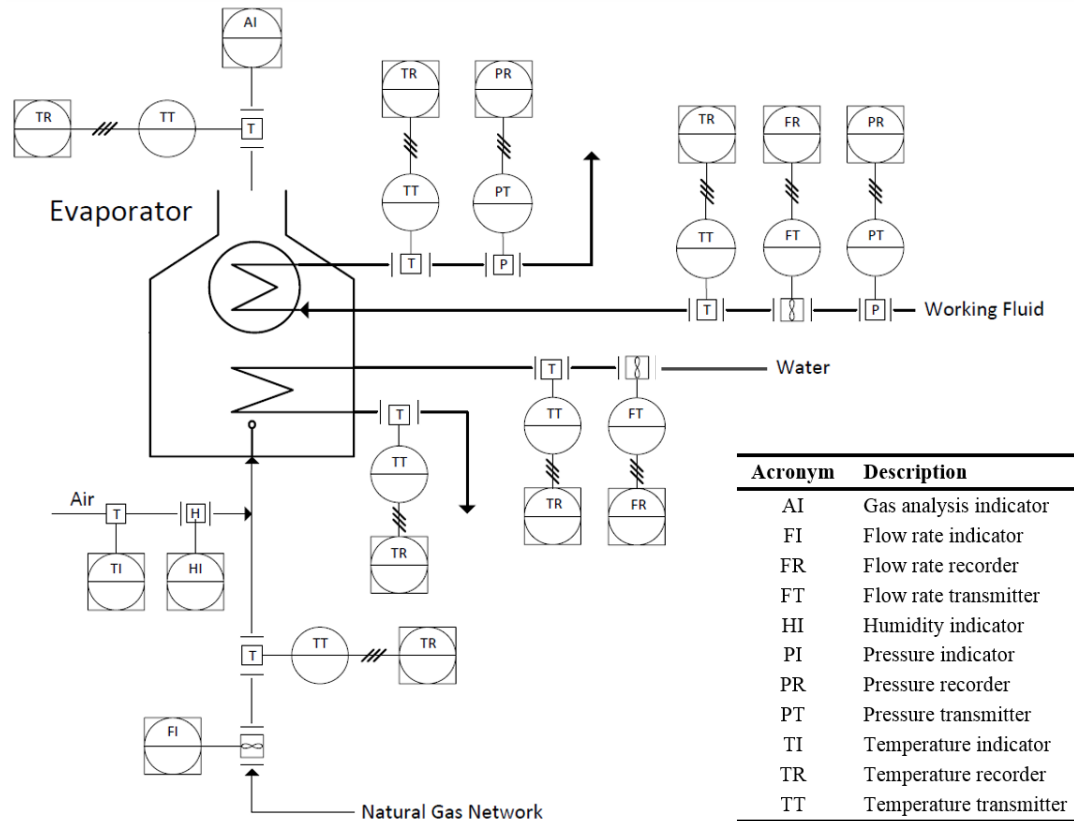 AI
TR
TT
T
Evaporator
TR
PR
TT
PT
T
P
TR
FR
PR
TT
FT
PT
T
P
Working Fluid
T
Water
TT
FT
TR
FR
T
TT
TR
Air
T
H
TI
HI
T
TT
TR
FI
Natural Gas Network
Acronym Description
AI Gas analysis indicator
FI Flow rate indicator
FR Flow rate recorder
FT Flow rate transmitter
HI Humidity indicator
PI Pressure indicator
PR Pressure recorder
PT Pressure transmitter
TI Temperature indicator
TR Temperature recorder
TT Temperature transmitter